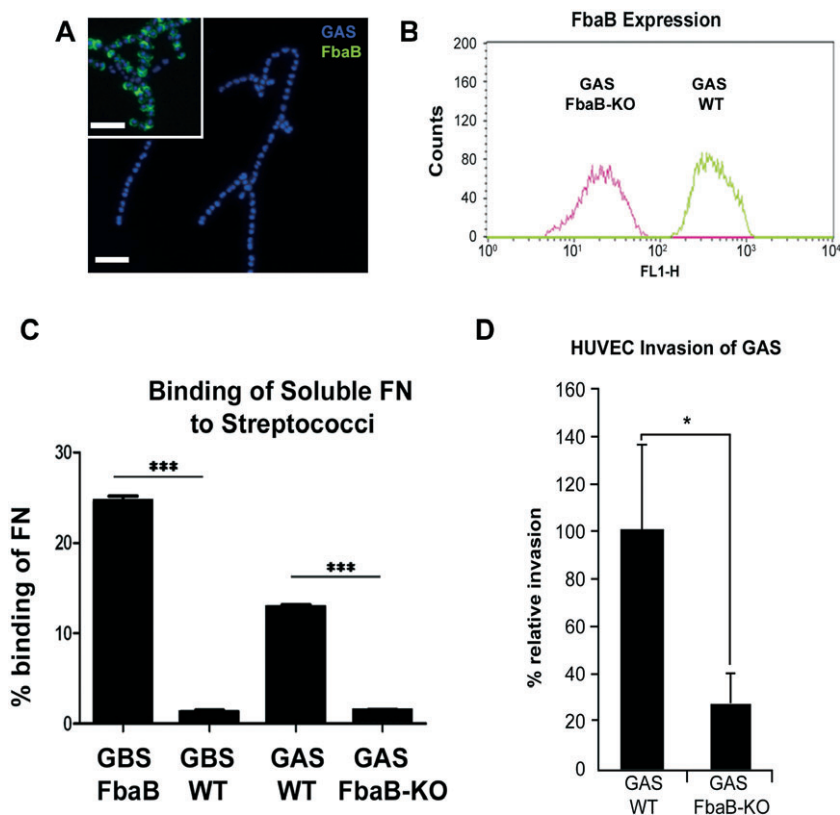 A
GAS
FbaB
B
FbaB Expression
200
160
120
80
40
0
Counts
GAS
FbaB-KO
GAS
WT
10⁰ 10¹ 10² 10³ 10⁴
FL1-H
C
Binding of Soluble FN
to Streptococci
30
20
10
0
% binding of FN
***
***
GBS
FbaB
GBS
WT
GAS
WT
GAS
FbaB-KO
D
HUVEC Invasion of GAS
160
140
120
100
80
60
40
20
0
% relative invasion
*
GAS
WT
GAS
FbaB-KO